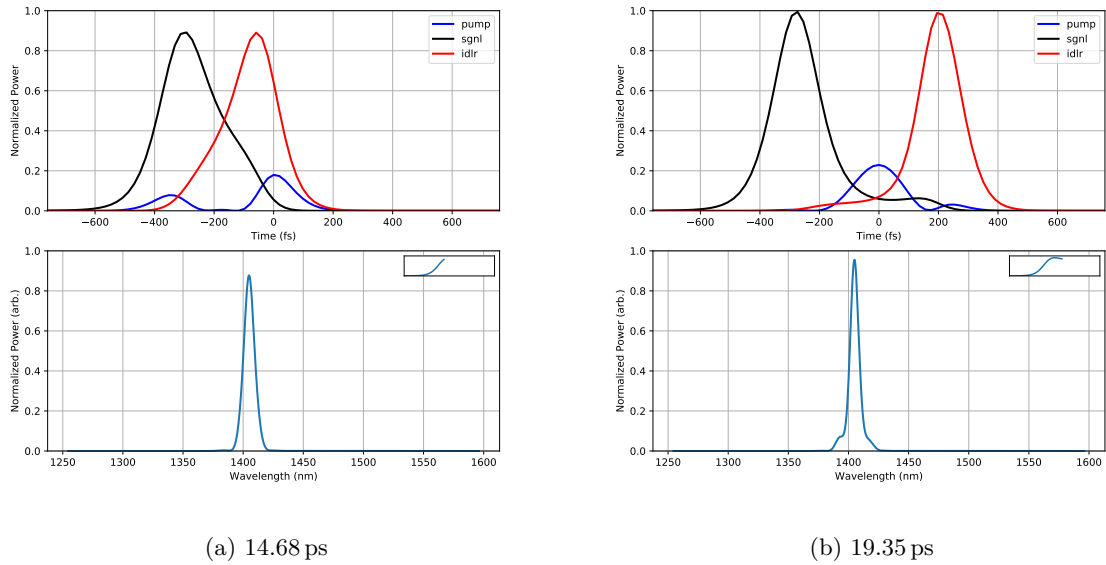 pump
sgnl
idlr
Normalized Power
0.0
0.2
0.4
0.6
0.8
1.0
−600 −400 −200 0 200 400 600
Time (fs)
Normalized Power (arb.)
0.0
0.2
0.4
0.6
0.8
1.0
1250 1300 1350 1400 1450 1500 1550 1600
Wavelength (nm)
(a) 14.68 ps
pump
sgnl
idlr
Normalized Power
0.0
0.2
0.4
0.6
0.8
1.0
−600 −400 −200 0 200 400 600
Time (fs)
Normalized Power (arb.)
0.0
0.2
0.4
0.6
0.8
1.0
1250 1300 1350 1400 1450 1500 1550 1600
Wavelength (nm)
(b) 19.35 ps